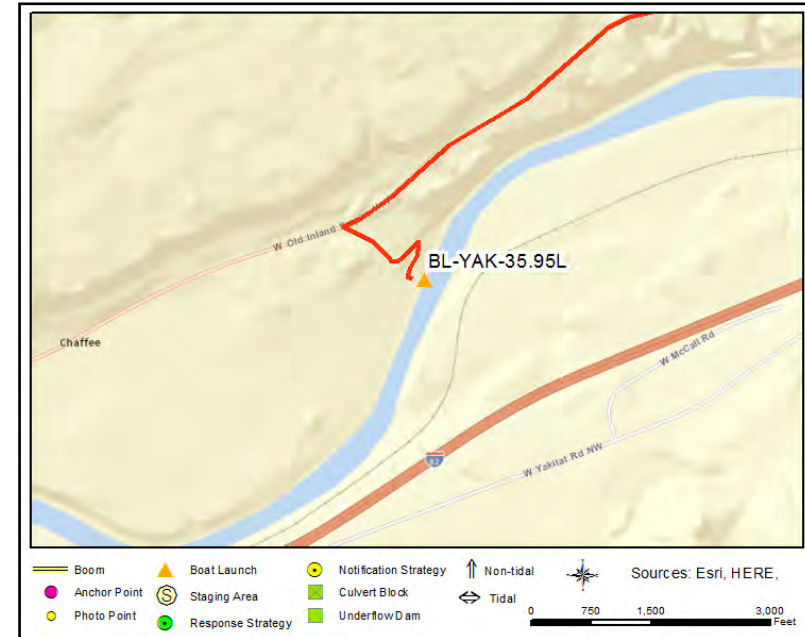 W Old Inland
BL-YAK-35.95L
Chaffee
W McCall Rd
82
W Yakitat Rd NW
Boom
Boat Launch
Notification Strategy
Non-tidal
Sources: Esri, HERE,
Anchor Point
S
Staging Area
Culvert Block
Tidal
Photo Point
Response Strategy
Underflow Dam
0 750 1,500 3,000
Feet